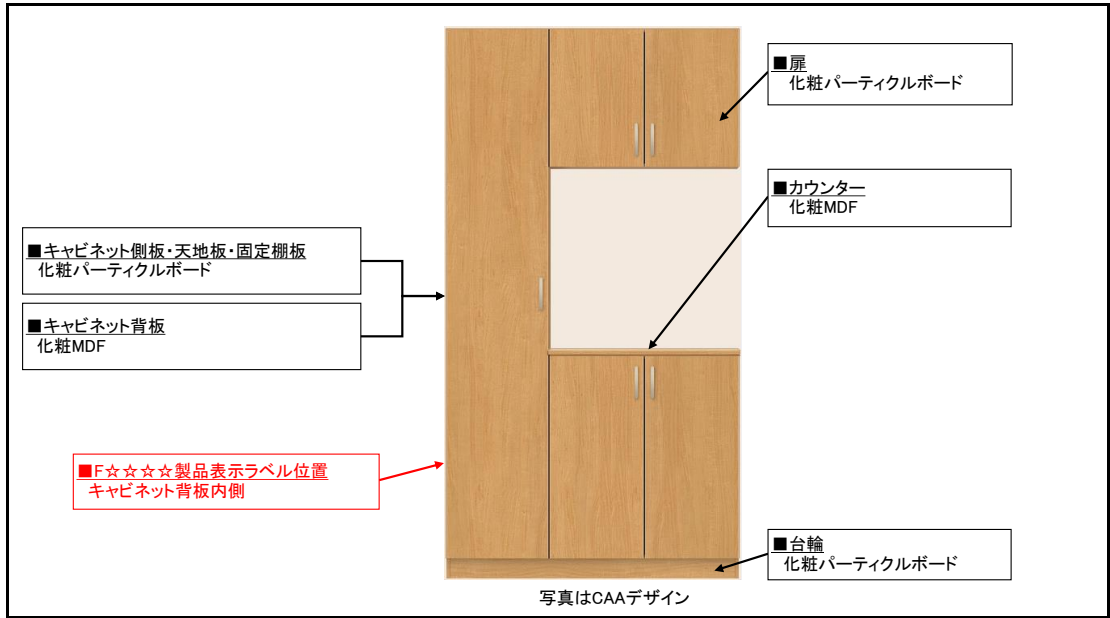 ■扉
化粧パーティクルボード
■カウンター
化粧MDF
■キャビネット側板・天地板・固定棚板
化粧パーティクルボード
■キャビネット背板
化粧MDF
■F☆☆☆☆製品表示ラベル位置
キャビネット背板内側
■台輪
化粧パーティクルボード
写真はCAAデザイン